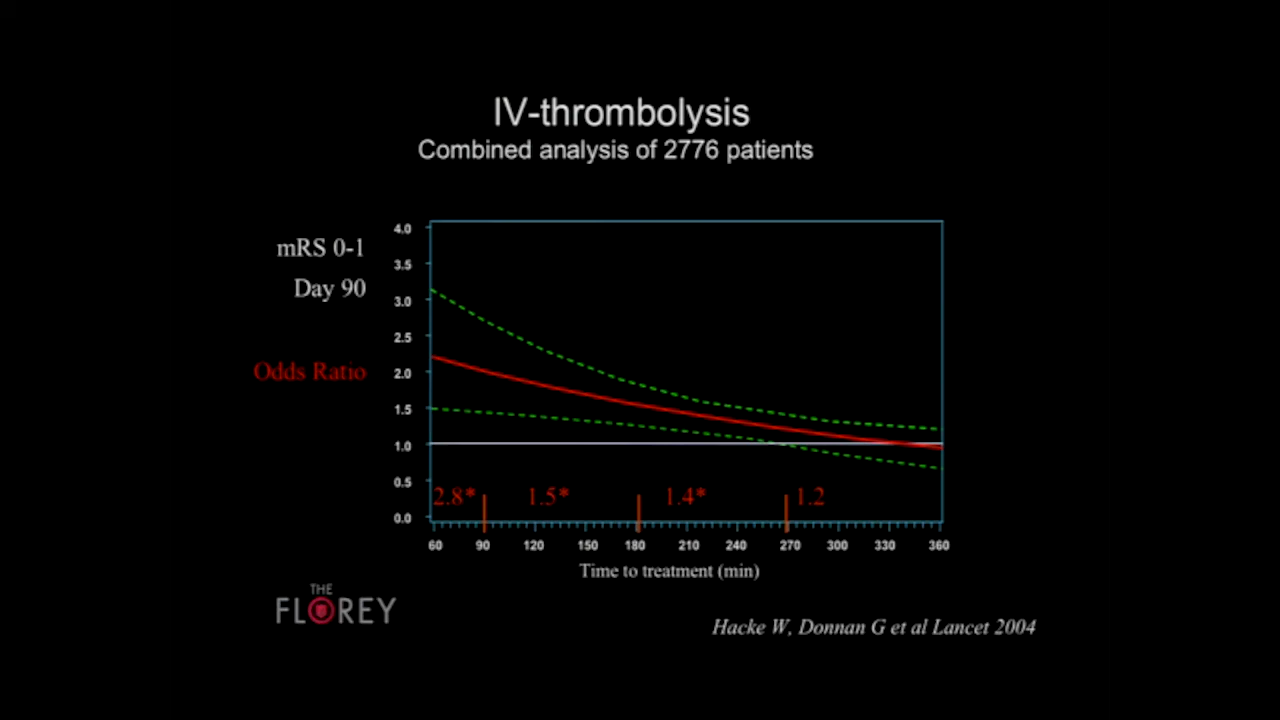 IV-thrombolysis
Combined analysis of 2776 patients
mRS 0-1
Day 90
Odds Ratio
4.0
3.5
3.0
2.5
2.0
1.5
1.0
0.5
0.0
2.8* 1.5* 1.4* 1.2
60 90 120 150 180 210 240 270 300 330 360
Time to treatment (min)
THE
FLOREY
Hacke W, Donnan G et al Lancet 2004